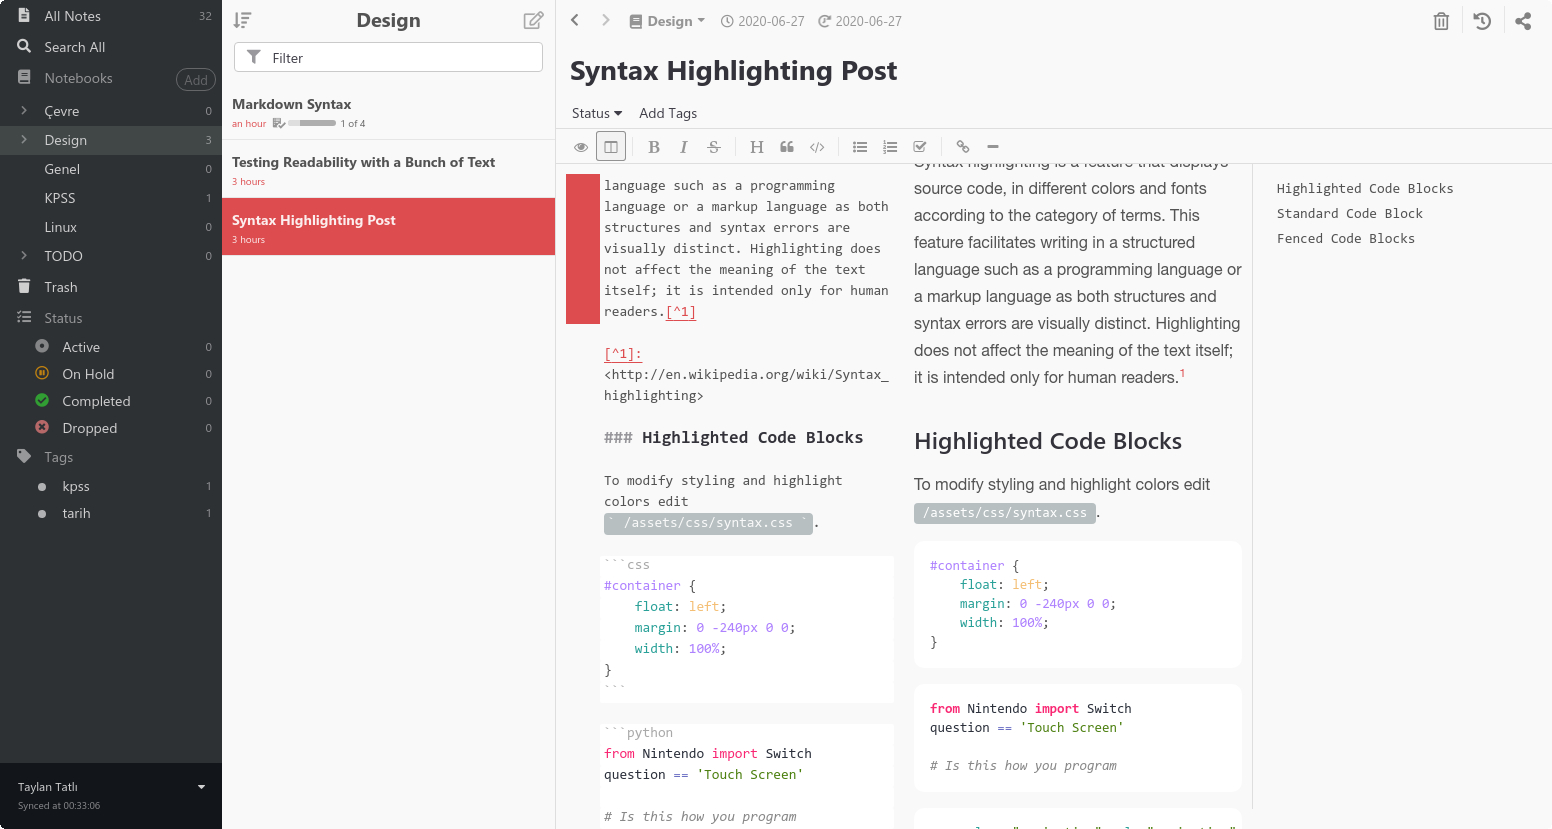 All Notes 32
Search All
Notebooks Add
Çevre 0
Design 3
Genel 0
KPSS 1
Linux 0
TODO 0
Trash
Status
Active 0
On Hold 0
Completed 0
Dropped 0
Tags
kpss 1
tarih 1
Taylan Tatlı
Synced at 00:33:06
Design
Filter
Markdown Syntax
an hour 1 of 4
Testing Readability with a Bunch of Text
3 hours
Syntax Highlighting Post
3 hours
Design 2020-06-27 2020-06-27
Syntax Highlighting Post
Status Add Tags
B I S H </>
language such as a programming
language or a markup language as both
structures and syntax errors are
visually distinct. Highlighting does
not affect the meaning of the text
itself; it is intended only for human
readers.[^1]
[^1]:
<http://en.wikipedia.org/wiki/Syntax_
highlighting>
### Highlighted Code Blocks
To modify styling and highlight
colors edit
` /assets/css/syntax.css `.
```css
#container {
    float: left;
    margin: 0 -240px 0 0;
    width: 100%;
}
```
```python
from Nintendo import Switch
question == 'Touch Screen'
# Is this how you program
Syntax highlighting is a feature that displays
source code, in different colors and fonts
according to the category of terms. This
feature facilitates writing in a structured
language such as a programming language or
a markup language as both structures and
syntax errors are visually distinct. Highlighting
does not affect the meaning of the text itself;
it is intended only for human readers.1
Highlighted Code Blocks
To modify styling and highlight colors edit
/assets/css/syntax.css.
#container {
    float: left;
    margin: 0 -240px 0 0;
    width: 100%;
}
from Nintendo import Switch
question == 'Touch Screen'
# Is this how you program
Highlighted Code Blocks
Standard Code Block
Fenced Code Blocks